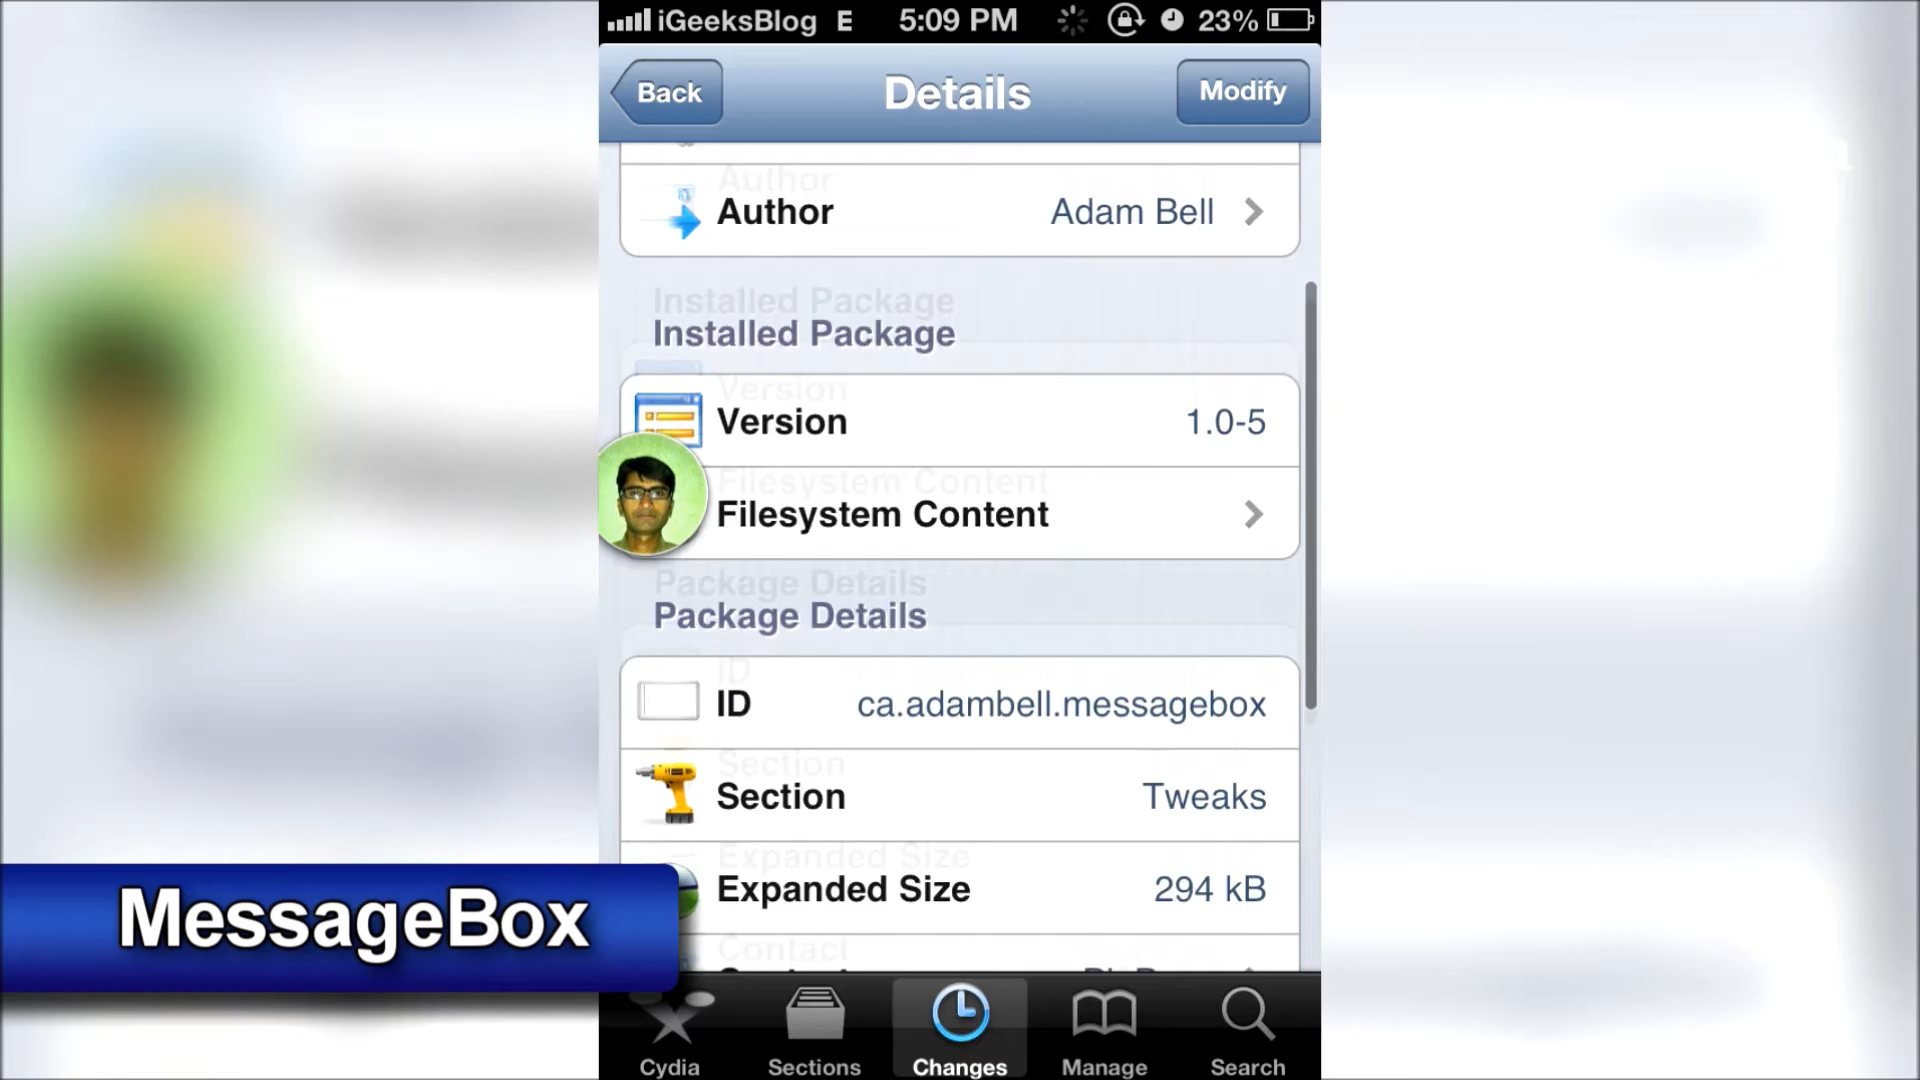 iGeeksBlog E 5:09 PM 23%
Back Details Modify
Author Adam Bell
Installed Package
Version 1.0-5
Filesystem Content
Package Details
ID ca.adambell.messagebox
Section Tweaks
Expanded Size 294 kB
MessageBox
Cydia Sections Changes Manage Search